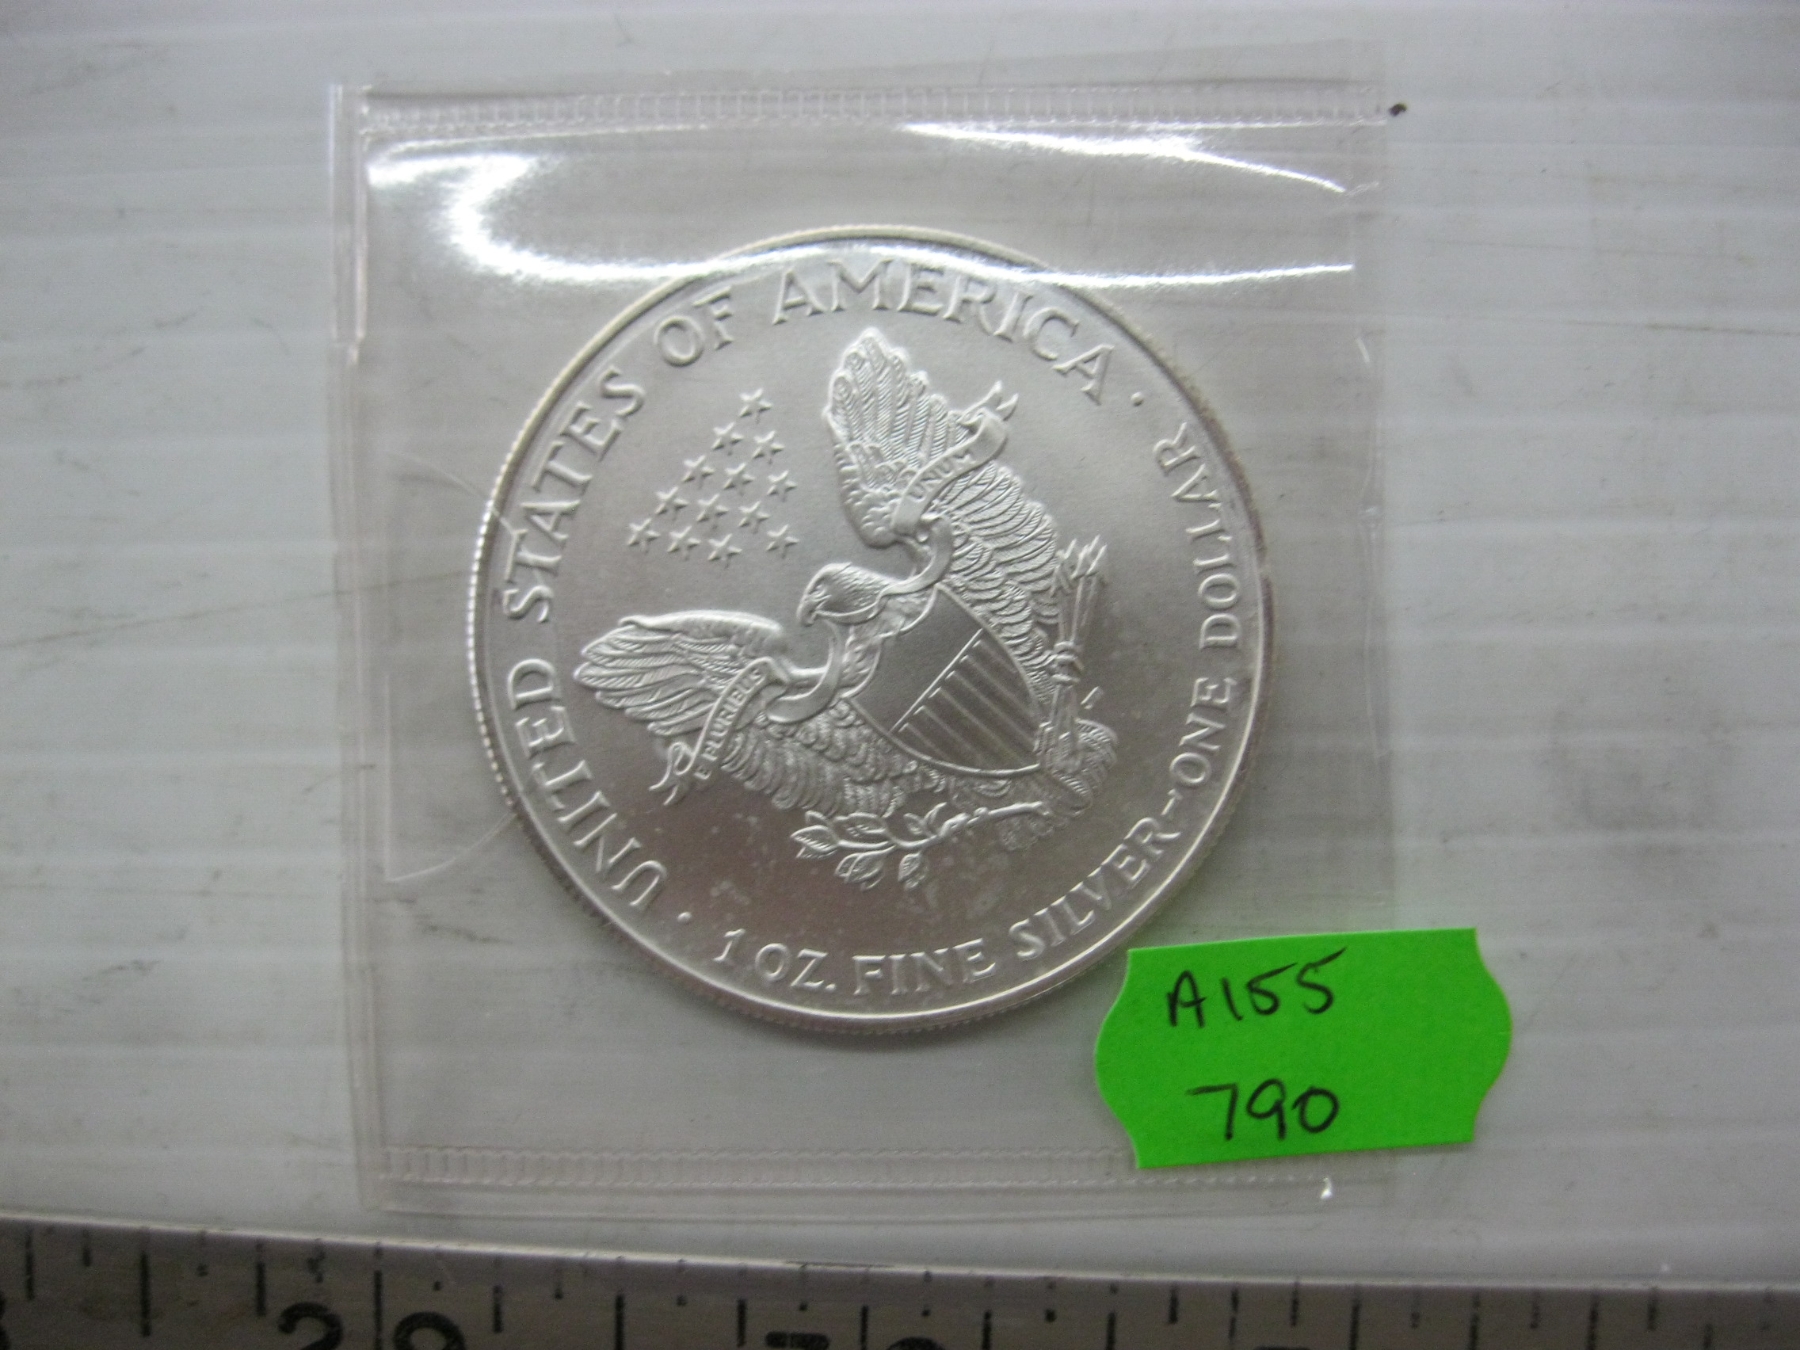 UNITED STATES OF AMERICA ·
· 1 OZ. FINE SILVER–ONE DOLLAR
E PLURIBUS
UNUM
A155
790